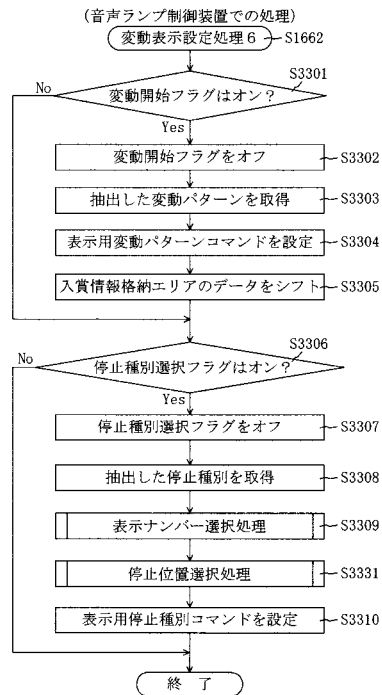 (音声ランプ制御装置での処理)
変動表示設定処理6
S1662
S3301
変動開始フラグはオン?
No
Yes
変動開始フラグをオフ
S3302
抽出した変動パターンを取得
S3303
表示用変動パターンコマンドを設定
S3304
入賞情報格納エリアのデータをシフト
S3305
S3306
停止種別選択フラグはオン?
No
Yes
停止種別選択フラグをオフ
S3307
抽出した停止種別を取得
S3308
表示ナンバー選択処理
S3309
停止位置選択処理
S3331
表示用停止種別コマンドを設定
S3310
終 了